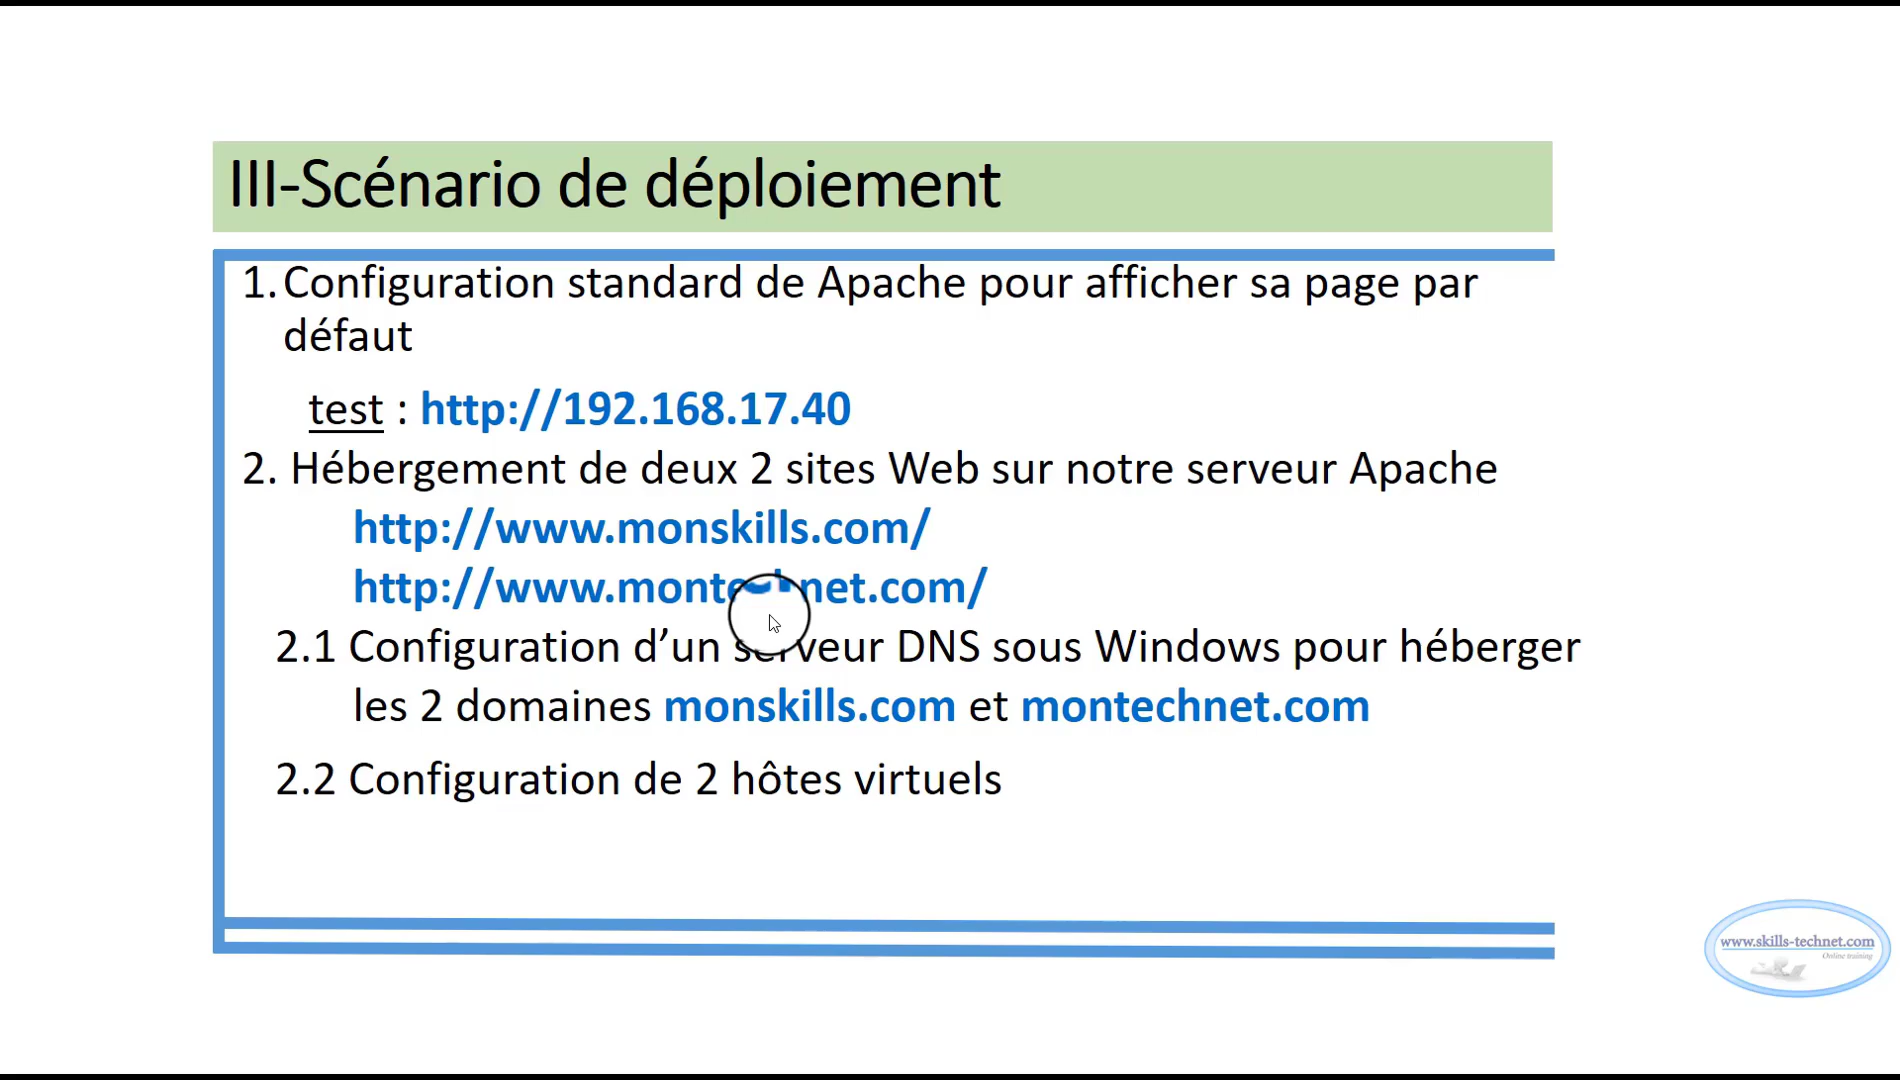 III-Scénario de déploiement
1. Configuration standard de Apache pour afficher sa page par
défaut
test : http://192.168.17.40
2. Hébergement de deux 2 sites Web sur notre serveur Apache
http://www.monskills.com/
http://www.montechnet.com/
2.1 Configuration d’un serveur DNS sous Windows pour héberger
les 2 domaines monskills.com et montechnet.com
2.2 Configuration de 2 hôtes virtuels
www.skills-technet.com
Online training